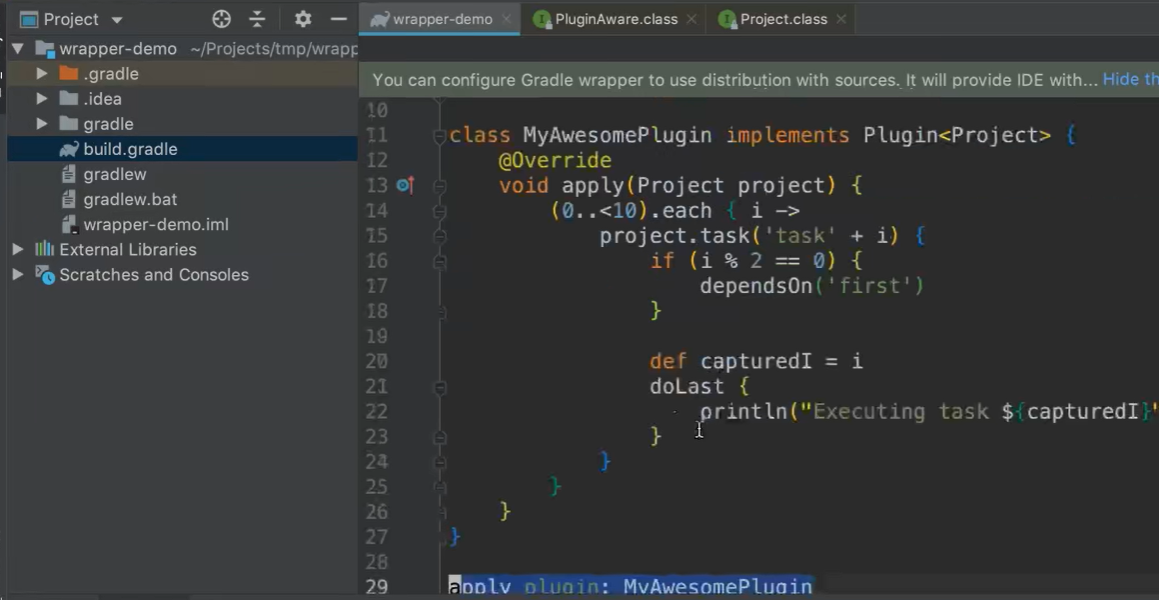 Project
wrapper-demo
PluginAware.class
Project.class
wrapper-demo ~/Projects/tmp/wrapp
.gradle
.idea
gradle
build.gradle
gradlew
gradlew.bat
wrapper-demo.iml
External Libraries
Scratches and Consoles
You can configure Gradle wrapper to use distribution with sources. It will provide IDE with... Hide th
10
11 class MyAwesomePlugin implements Plugin<Project> {
12 @Override
13 void apply(Project project) {
14 (0..<10).each { i ->
15 project.task('task' + i) {
16 if (i % 2 == 0) {
17 dependsOn('first')
18 }
19
20 def capturedI = i
21 doLast {
22 println("Executing task ${capturedI}"
23 }
24 }
25 }
26 }
27 }
28
29 apply plugin: MyAwesomePlugin